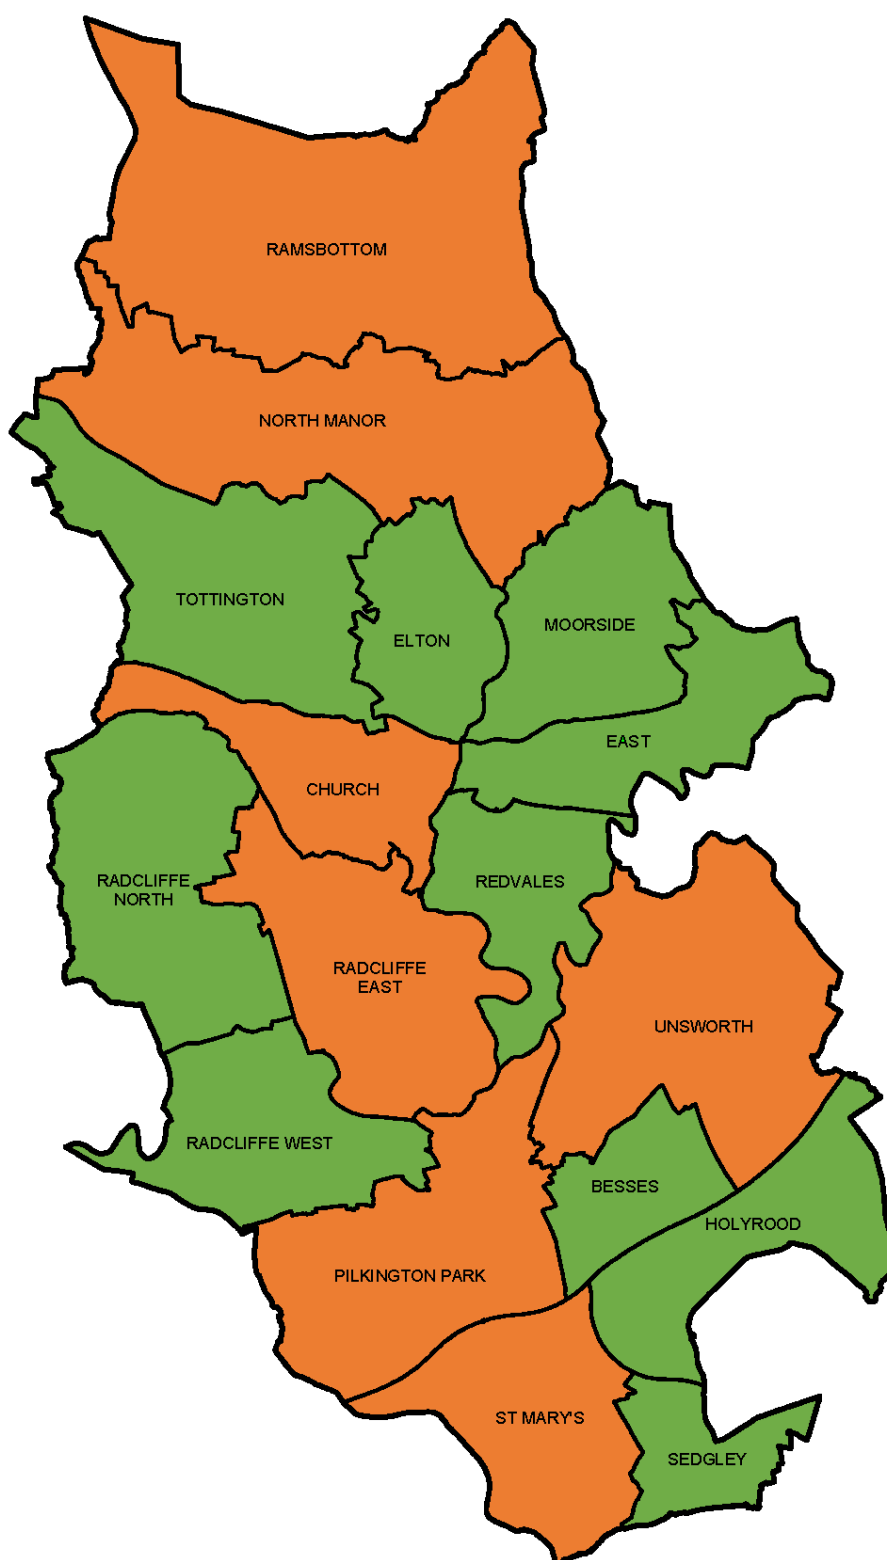 RAMSBOTTOM
NORTH MANOR
TOTTINGTON
ELTON
MOORSIDE
EAST
CHURCH
RADCLIFFE
NORTH
REDVALES
RADCLIFFE
EAST
UNSWORTH
RADCLIFFE WEST
BESSES
HOLYROOD
PILKINGTON PARK
ST MARY'S
SEDGLEY